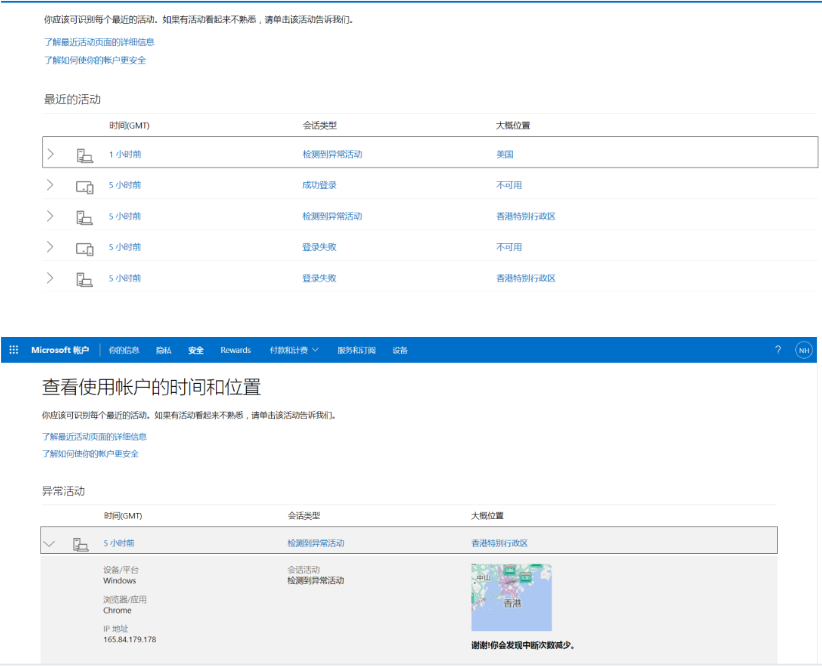 你应该可识别每个最近的活动。如果有活动看起来不熟悉，请单击该活动告诉我们。
了解最近活动页面的详细信息
了解如何使你的帐户更安全
最近的活动
时间(GMT) 会话类型 大概位置
1 小时前 检测到异常活动 美国
5 小时前 成功登录 不可用
5 小时前 检测到异常活动 香港特别行政区
5 小时前 登录失败 不可用
5 小时前 登录失败 香港特别行政区
Microsoft 帐户 你的信息 隐私 安全 Rewards 付款和计费 服务和订阅 设备 ? NH
查看使用帐户的时间和位置
你应该可识别每个最近的活动。如果有活动看起来不熟悉，请单击该活动告诉我们。
了解最近活动页面的详细信息
了解如何使你的帐户更安全
异常活动
时间(GMT) 会话类型 大概位置
5 小时前 检测到异常活动 香港特别行政区
设备/平台 会话活动
Windows 检测到异常活动
中山
浏览器/应用
香港
Chrome
IP 地址
165.84.179.178
谢谢!你会发现中断次数减少。